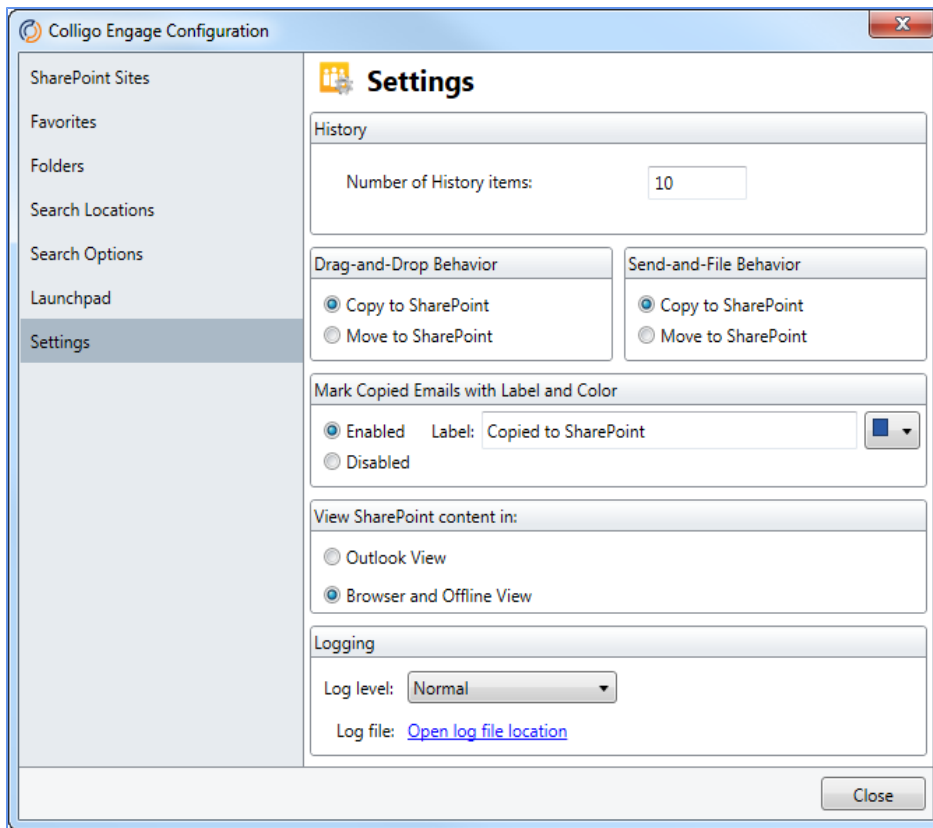 Colligo Engage Configuration
X
SharePoint Sites
Favorites
Folders
Search Locations
Search Options
Launchpad
Settings
Settings
History
Number of History items: 10
Drag-and-Drop Behavior
Copy to SharePoint
Move to SharePoint
Send-and-File Behavior
Copy to SharePoint
Move to SharePoint
Mark Copied Emails with Label and Color
Enabled Label: Copied to SharePoint
Disabled
View SharePoint content in:
Outlook View
Browser and Offline View
Logging
Log level: Normal
Log file: Open log file location
Close